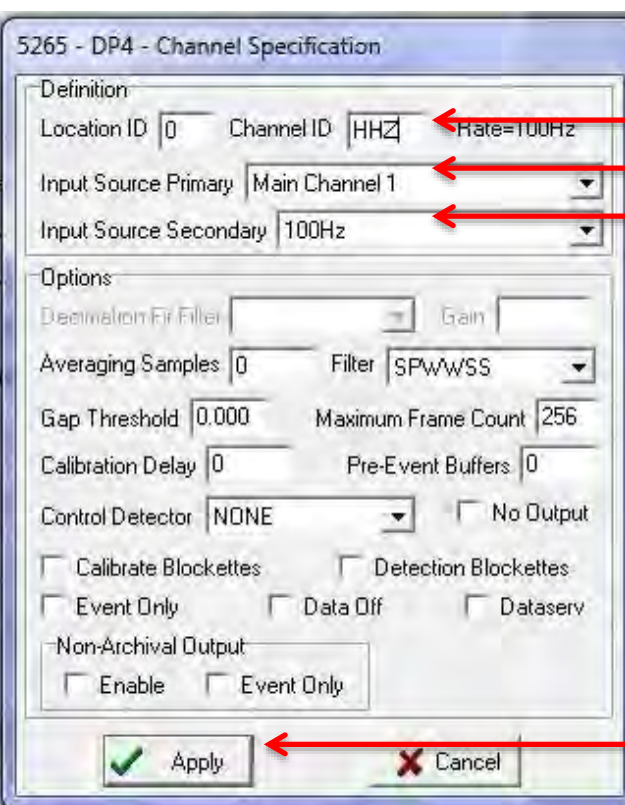 5265 - DP4 - Channel Specification
Definition
Location ID 0 Channel ID HHZ Rate=100Hz
Input Source Primary Main Channel 1
Input Source Secondary 100Hz
Options
Decimation Fir Filter Gain
Averaging Samples 0 Filter SPWWSS
Gap Threshold 0.000 Maximum Frame Count 256
Calibration Delay 0 Pre-Event Buffers 0
Control Detector NONE No Output
Calibrate Blockettes Detection Blockettes
Event Only Data Off Dataserv
Non-Archival Output
Enable Event Only
Apply Cancel